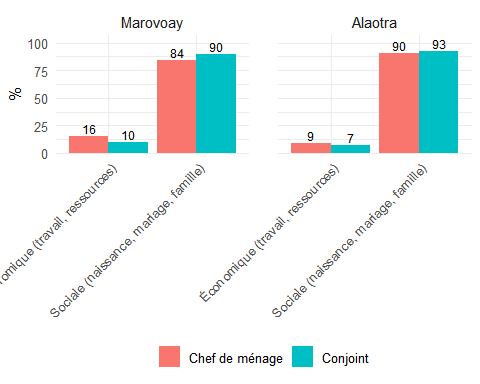 Marovoay Alaotra
100
75
50
25
0
%
16 10 84 90
9 7 90 93
omique (travail, ressources)
Sociale (naissance, mariage, famille)
Économique (travail, ressources)
Sociale (naissance, mariage, famille)
Chef de ménage Conjoint